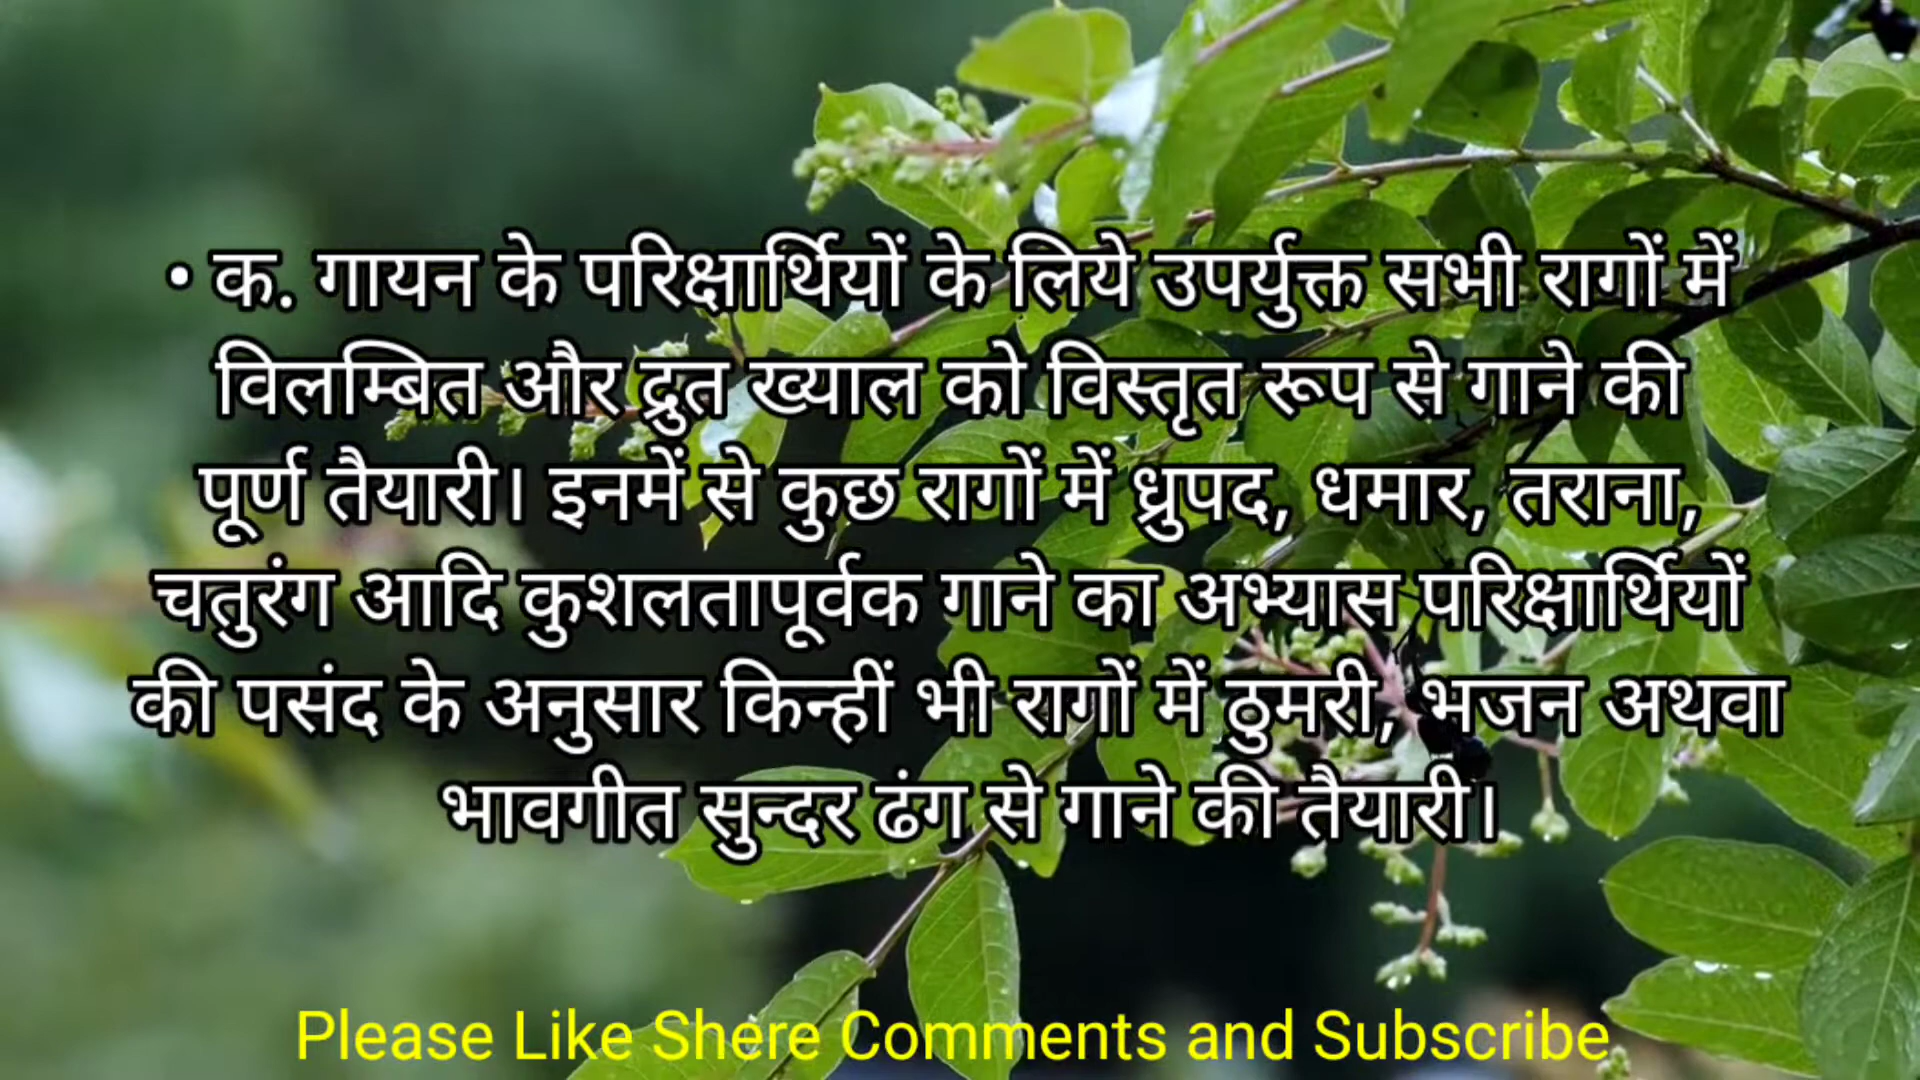 • क. गायन के परिक्षार्थियों के लिये उपर्युक्त सभी रागों में
विलम्बित और द्रुत ख्याल को विस्तृत रूप से गाने की
पूर्ण तैयारी। इनमें से कुछ रागों में ध्रुपद, धमार, तराना,
चतुरंग आदि कुशलतापूर्वक गाने का अभ्यास परिक्षार्थियों
की पसंद के अनुसार किन्हीं भी रागों में ठुमरी, भजन अथवा
भावगीत सुन्दर ढंग से गाने की तैयारी।
Please Like Shere Comments and Subscribe